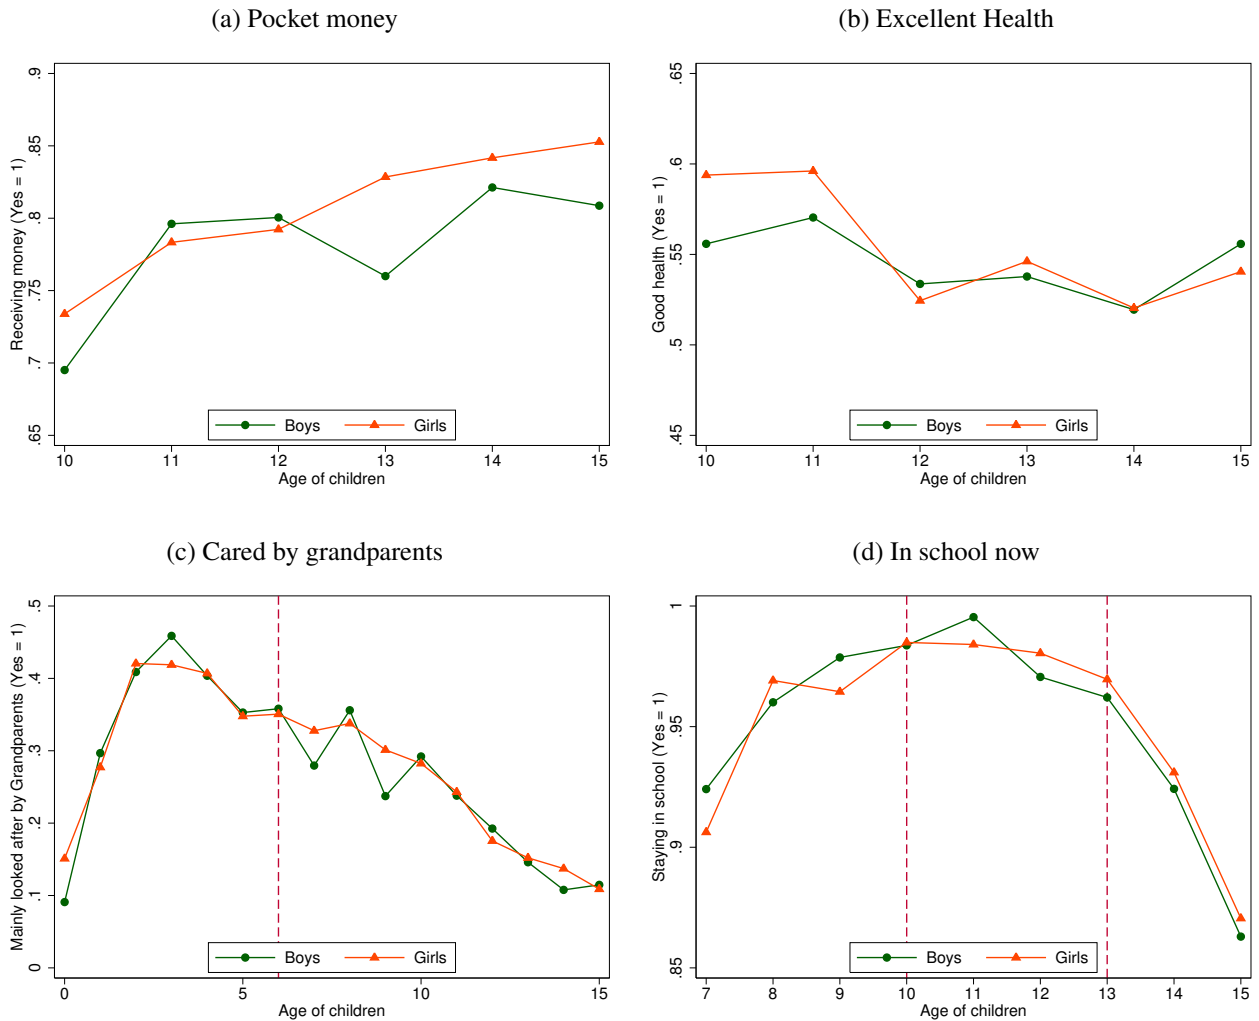 (a) Pocket money
Receiving money (Yes = 1)
.9
.85
.8
.75
.7
.65
10 11 12 13 14 15
Age of children
Boys Girls
(b) Excellent Health
Good health (Yes = 1)
.65
.6
.55
.5
.45
10 11 12 13 14 15
Age of children
Boys Girls
(c) Cared by grandparents
Mainly looked after by Grandparents (Yes = 1)
.5
.4
.3
.2
.1
0
0 5 10 15
Age of children
Boys Girls
(d) In school now
Staying in school (Yes = 1)
1
.95
.9
.85
7 8 9 10 11 12 13 14 15
Age of children
Boys Girls